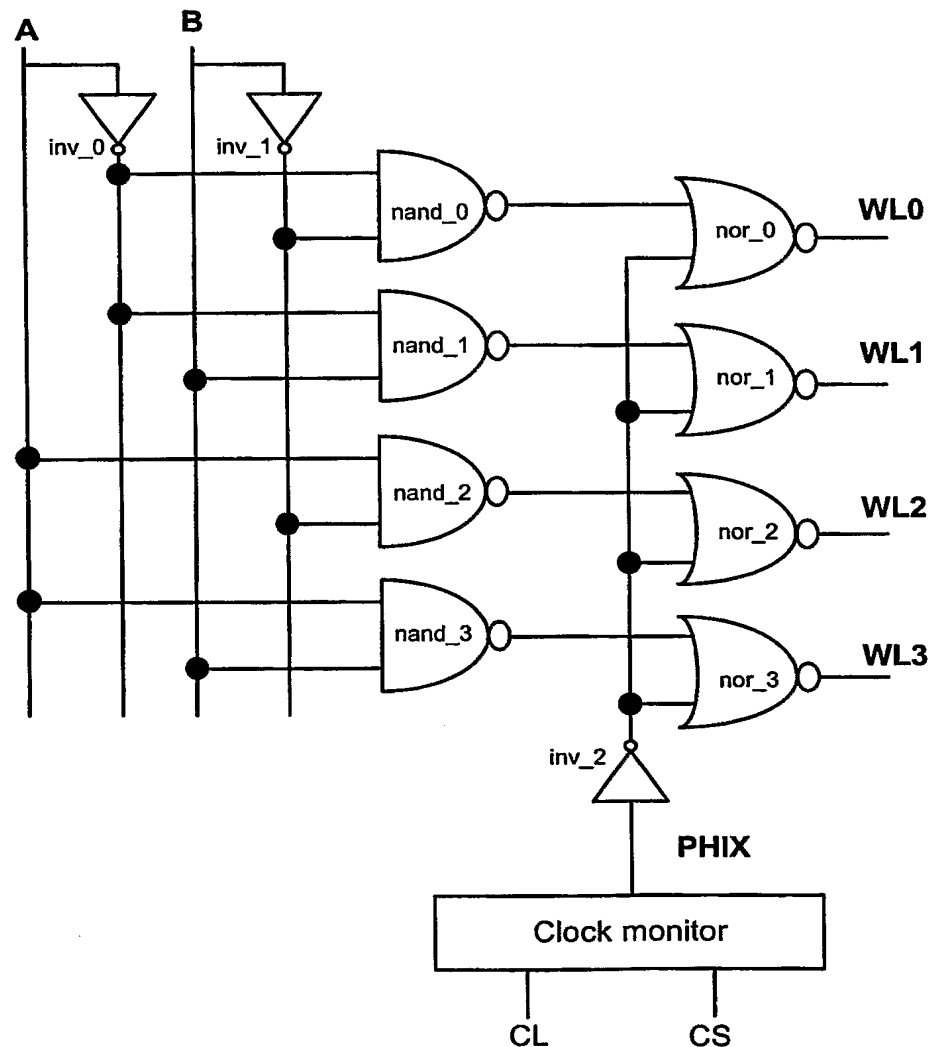 A
B
inv_0
inv_1
nand_0
nor_0
WL0
nand_1
nor_1
WL1
nand_2
nor_2
WL2
nand_3
nor_3
WL3
inv_2
PHIX
Clock monitor
CL
CS